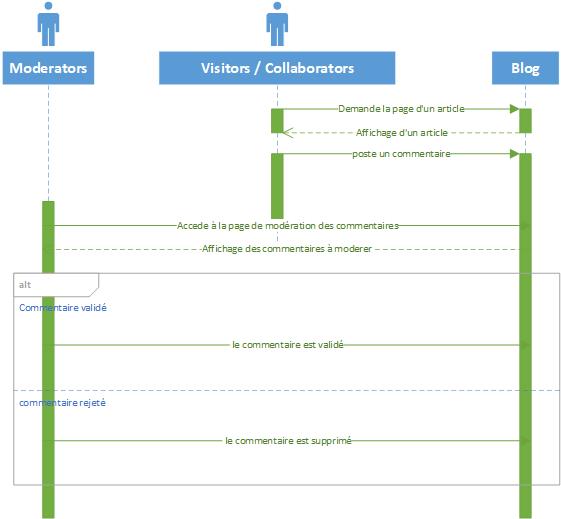 Moderators
Visitors / Collaborators
Blog
Demande la page d'un article
Affichage d'un article
poste un commentaire
Accede à la page de modération des commentaires
Affichage des commentaires à moderer
alt
Commentaire validé
le commentaire est validé
commentaire rejeté
le commentaire est supprimé